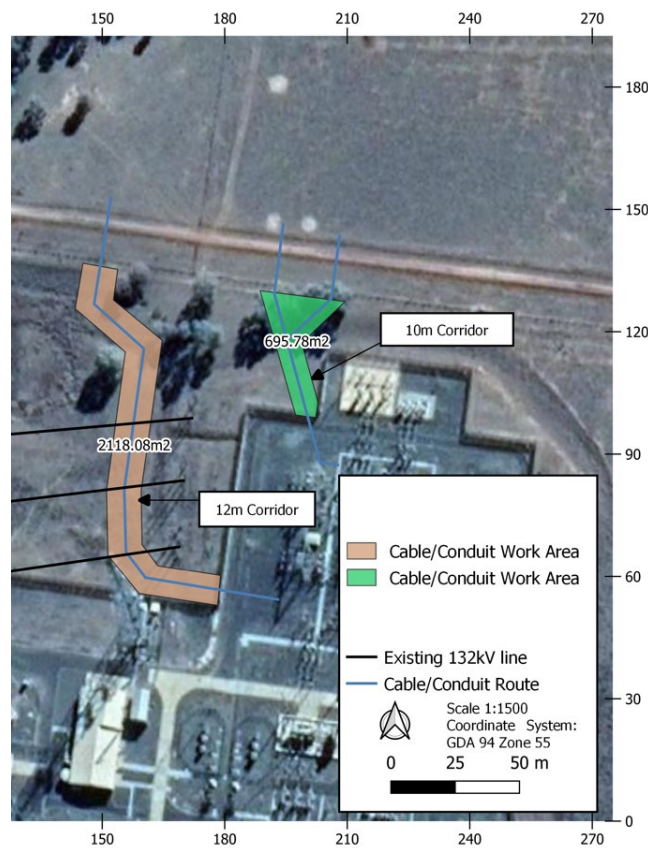 150 180 210 240 270
180
150
120
10m Corridor
695.78m2
2118.08m2
90
12m Corridor
Cable/Conduit Work Area
60
Cable/Conduit Work Area
Existing 132kV line
Cable/Conduit Route
30
Scale 1:1500
Coordinate System:
GDA 94 Zone 55
0 25 50 m
0
150 180 210 240 270